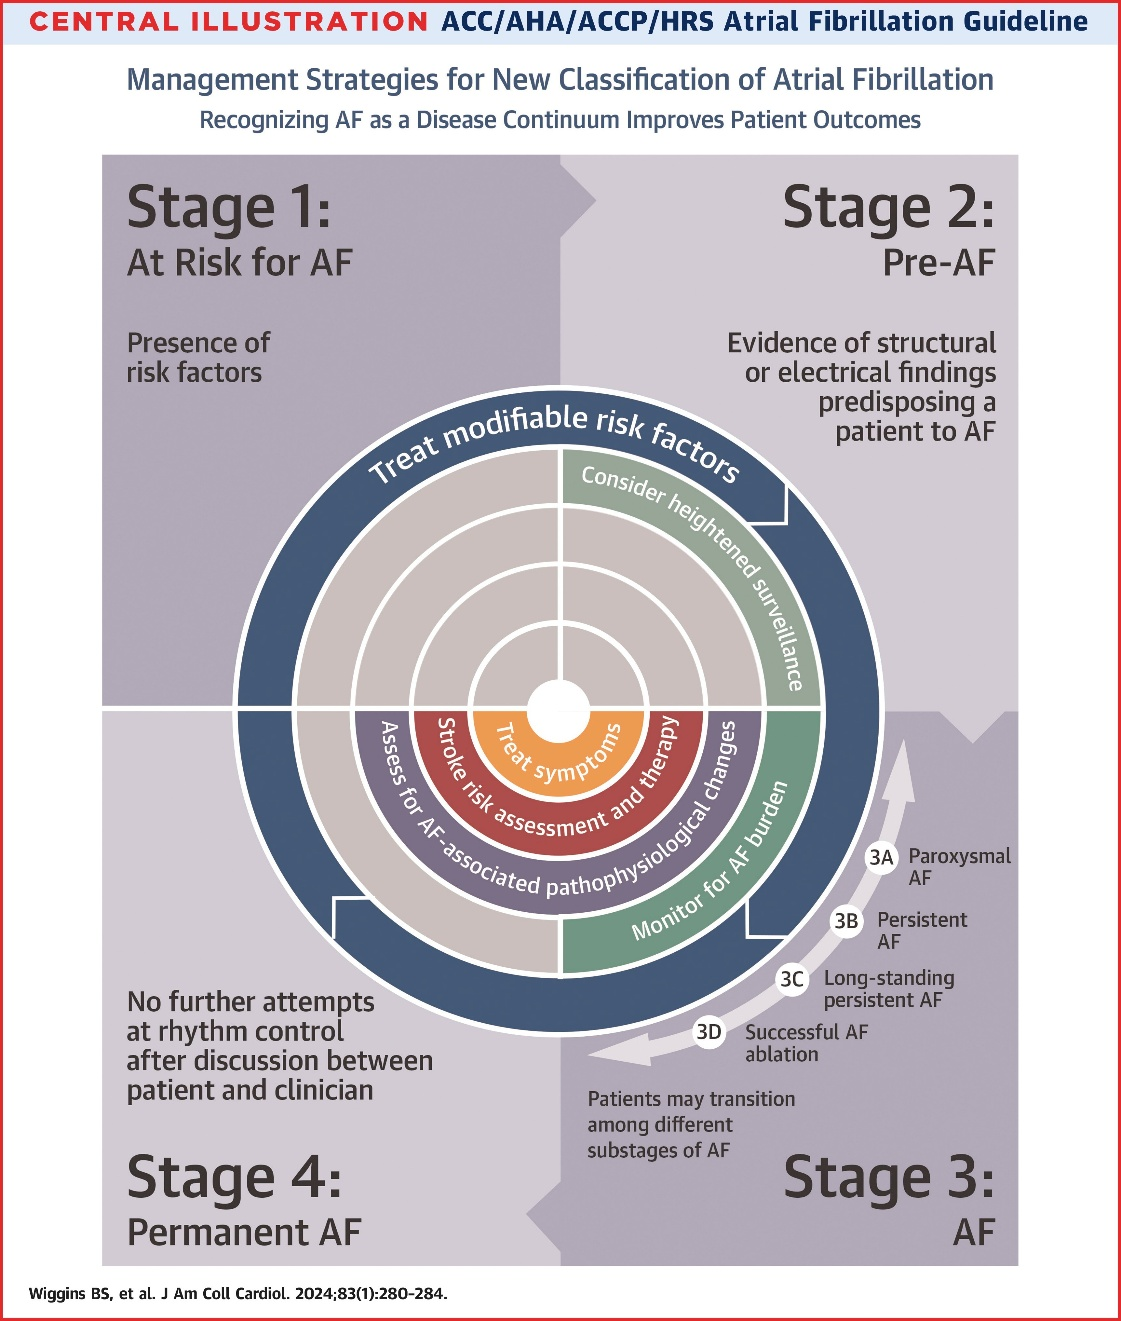 CENTRAL ILLUSTRATION ACC/AHA/ACCP/HRS Atrial Fibrillation Guideline
Management Strategies for New Classification of Atrial Fibrillation
Recognizing AF as a Disease Continuum Improves Patient Outcomes
Stage 1:
At Risk for AF
Presence of
risk factors
Stage 2:
Pre-AF
Evidence of structural
or electrical findings
predisposing a
patient to AF
Treat modifiable risk factors
Consider heightened surveillance
Treat symptoms
Stroke risk assessment and therapy
Assess for AF-associated pathophysiological changes
Monitor for AF burden
3A Paroxysmal
AF
3B Persistent
AF
3C Long-standing
persistent AF
3D Successful AF
ablation
Patients may transition
among different
substages of AF
Stage 3:
AF
No further attempts
at rhythm control
after discussion between
patient and clinician
Stage 4:
Permanent AF
Wiggins BS, et al. J Am Coll Cardiol. 2024;83(1):280–284.